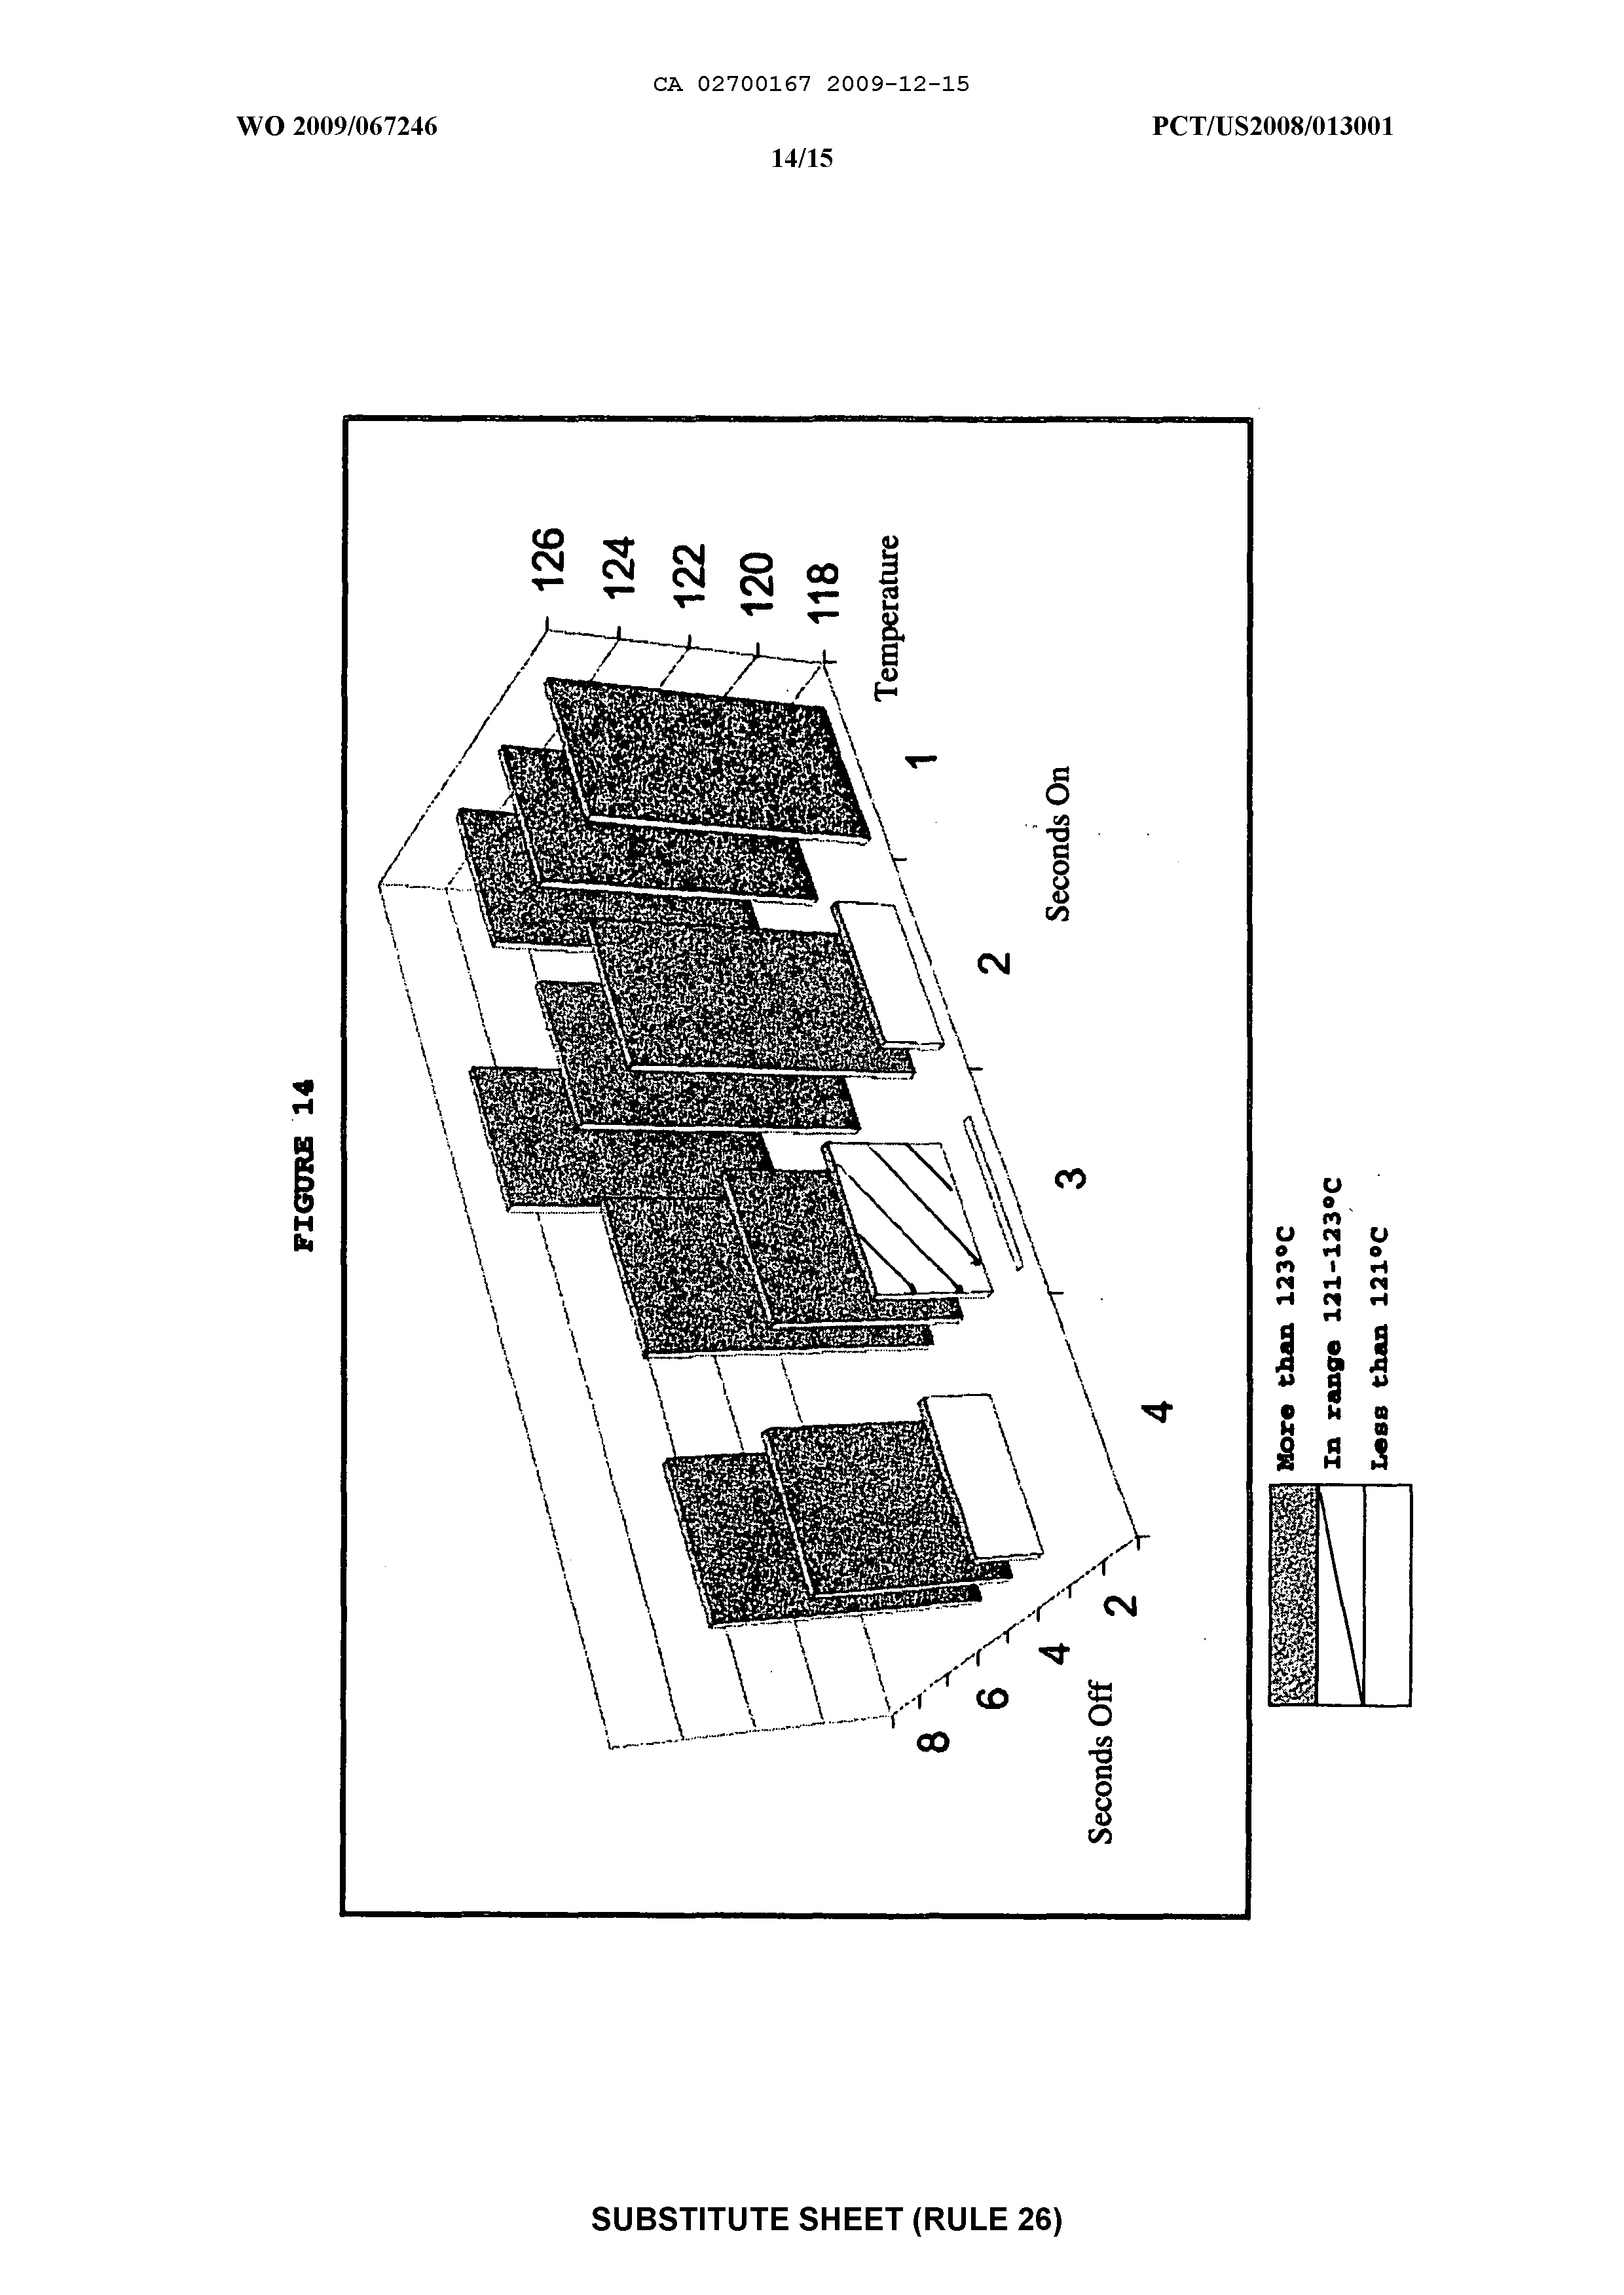 CA 02700167 2009-12-15
WO 2009/067246
PCT/US2008/013001
14/15
FIGURE 14
126
124
122
120
118
Temperature
1
2
3
4
Seconds On
8
6
4
2
Seconds Off
More than 123°C
In range 121-123°C
Less than 121°C
SUBSTITUTE SHEET (RULE 26)